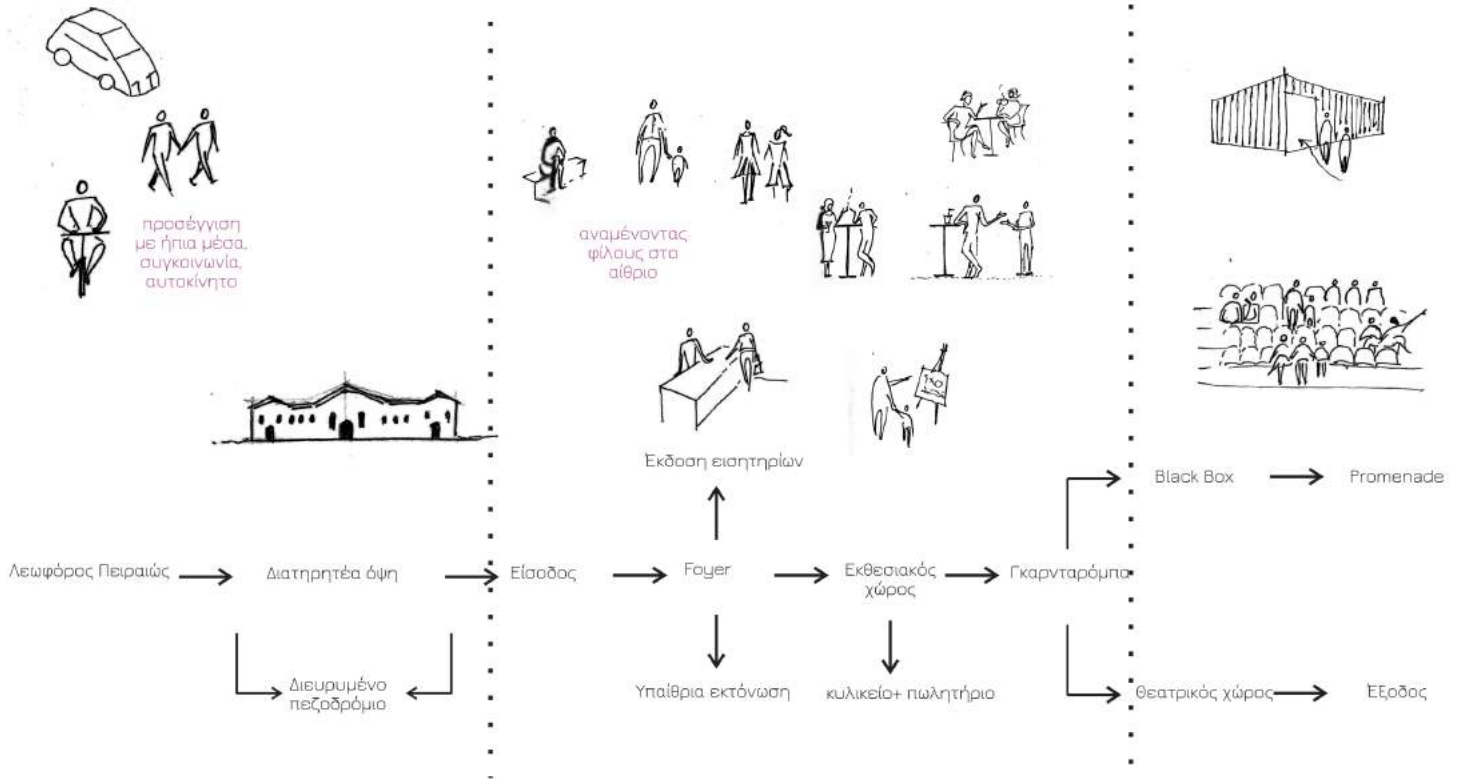 προσέγγιση
με ήπια μέσα,
συγκοινωνία,
αυτοκίνητο
αναμένοντας
φίλους στο
αίθριο
Έκδοση εισητηρίων
Black Box
Promenade
Λεωφόρος Πειραιώς
Διατηρητέα όψη
Είσοδος
Foyer
Εκθεσιακός
χώρος
Γκαρνταρόμπα
Διευρυμένο
πεζοδρόμιο
Υπαίθρια εκτόνωση
κυλικείο+ πωλητήριο
Θεατρικός χώρος
Έξοδος